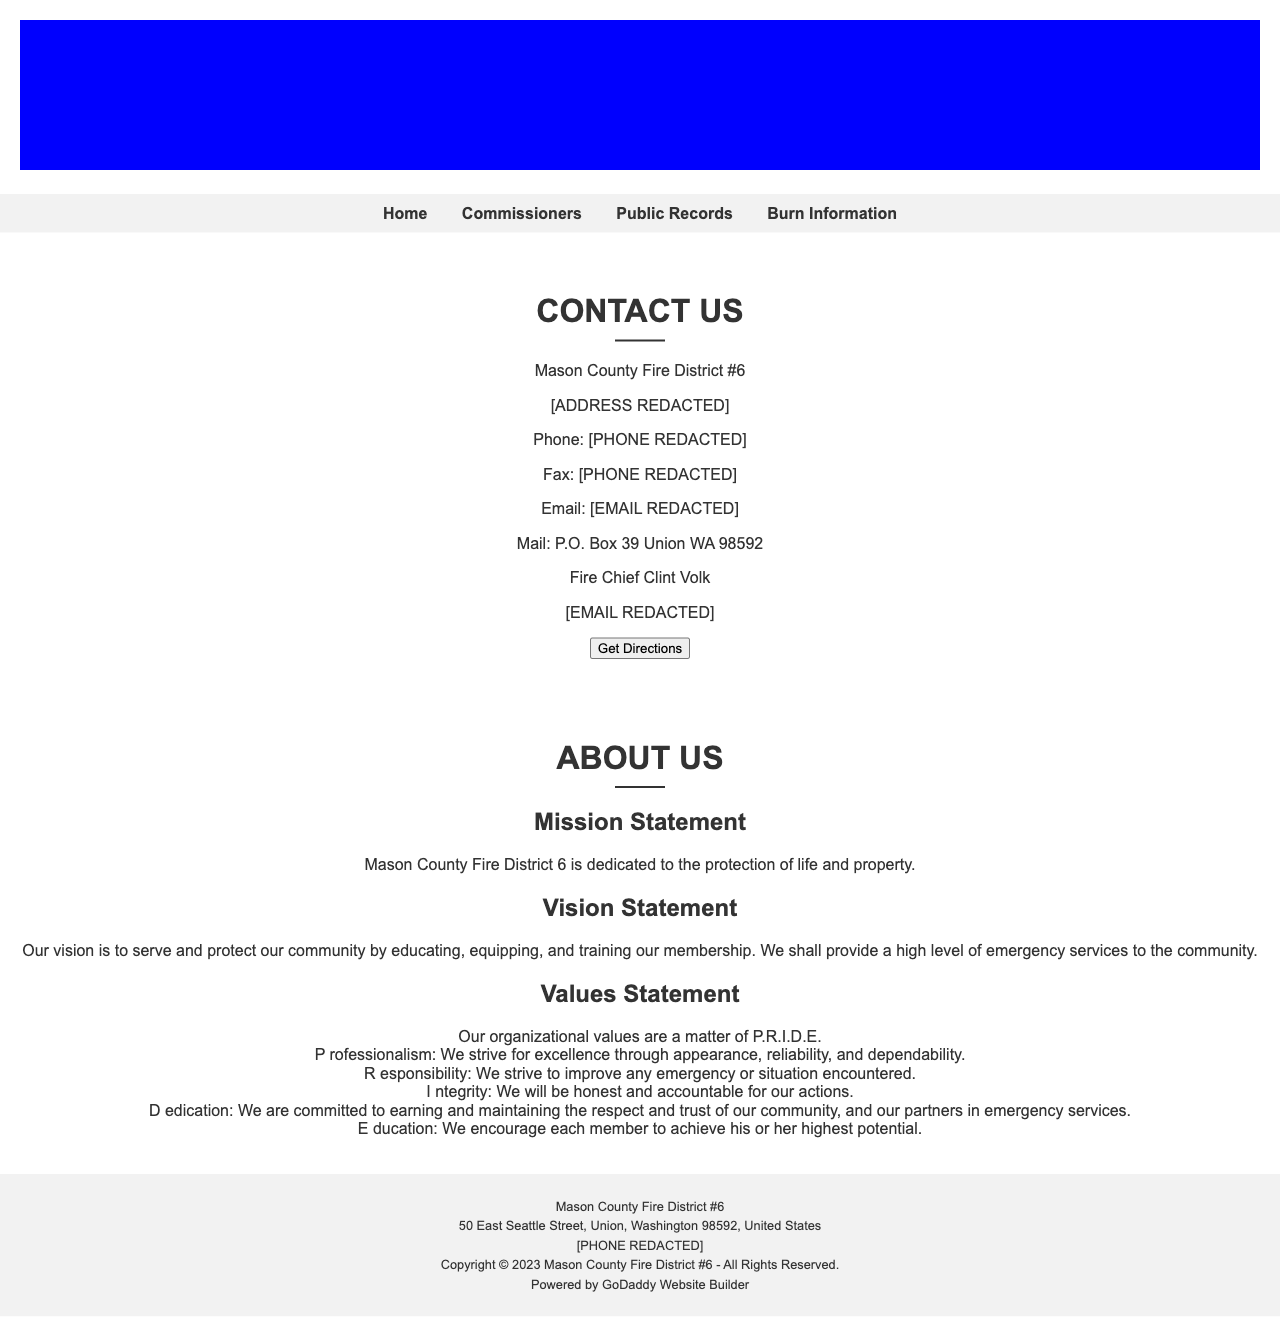 Home Commissioners Public Records Burn Information
CONTACT US
Mason County Fire District #6
[ADDRESS REDACTED]
Phone: [PHONE REDACTED]
Fax: [PHONE REDACTED]
Email: [EMAIL REDACTED]
Mail: P.O. Box 39 Union WA 98592
Fire Chief Clint Volk
[EMAIL REDACTED]
Get Directions
ABOUT US
Mission Statement
Mason County Fire District 6 is dedicated to the protection of life and property.
Vision Statement
Our vision is to serve and protect our community by educating, equipping, and training our membership. We shall provide a high level of emergency services to the community.
Values Statement
Our organizational values are a matter of P.R.I.D.E.
P rofessionalism: We strive for excellence through appearance, reliability, and dependability.
R esponsibility: We strive to improve any emergency or situation encountered.
I ntegrity: We will be honest and accountable for our actions.
D edication: We are committed to earning and maintaining the respect and trust of our community, and our partners in emergency services.
E ducation: We encourage each member to achieve his or her highest potential.
Mason County Fire District #6
50 East Seattle Street, Union, Washington 98592, United States
[PHONE REDACTED]
Copyright © 2023 Mason County Fire District #6 - All Rights Reserved.
Powered by GoDaddy Website Builder